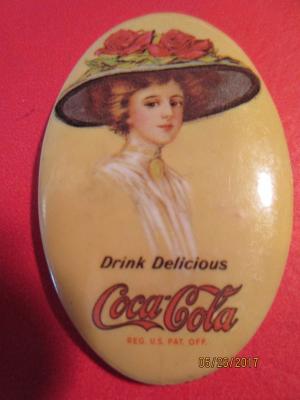 Drink Delicious
Coca-Cola
REG. U.S. PAT. OFF.
05/23/2017